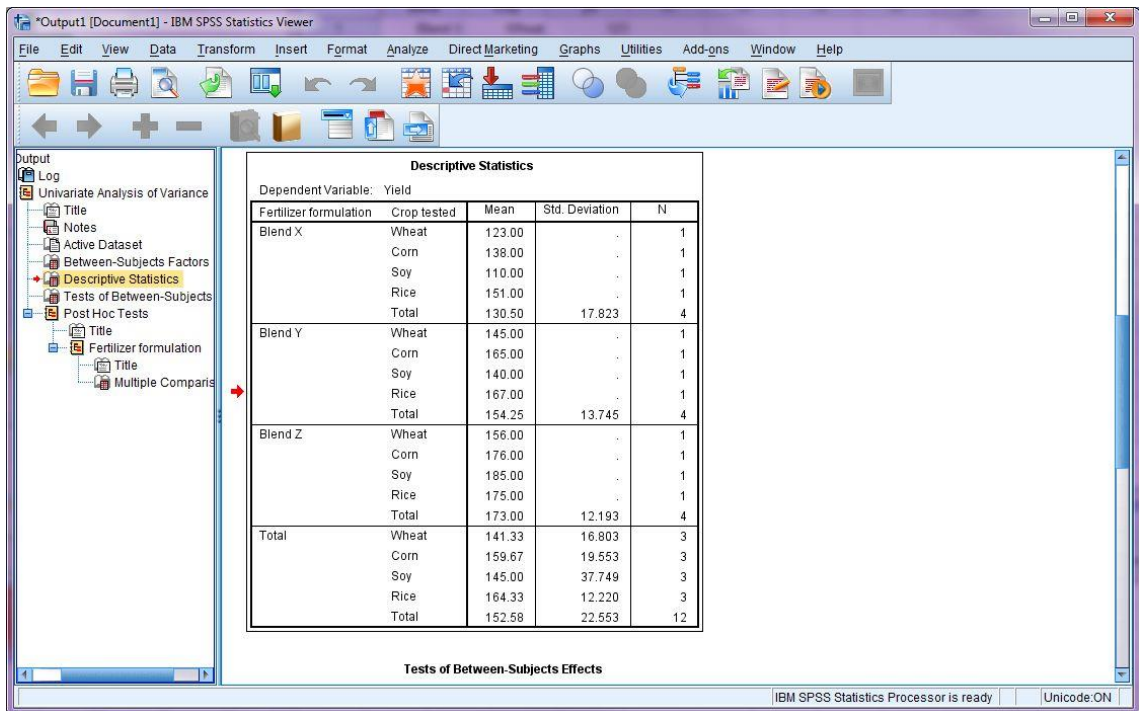 *Output1 [Document1] - IBM SPSS Statistics Viewer
File Edit View Data Transform Insert Format Analyze Direct Marketing Graphs Utilities Add-ons Window Help
Output
Log
Univariate Analysis of Variance
Title
Notes
Active Dataset
Between-Subjects Factors
Descriptive Statistics
Tests of Between-Subjects
Post Hoc Tests
Title
Fertilizer formulation
Title
Multiple Comparis
Descriptive Statistics
Dependent Variable: Yield
Fertilizer formulation Crop tested Mean Std. Deviation N
Blend X Wheat 123.00 . 1
Corn 138.00 . 1
Soy 110.00 . 1
Rice 151.00 . 1
Total 130.50 17.823 4
Blend Y Wheat 145.00 . 1
Corn 165.00 . 1
Soy 140.00 . 1
Rice 167.00 . 1
Total 154.25 13.745 4
Blend Z Wheat 156.00 . 1
Corn 176.00 . 1
Soy 185.00 . 1
Rice 175.00 . 1
Total 173.00 12.193 4
Total Wheat 141.33 16.803 3
Corn 159.67 19.553 3
Soy 145.00 37.749 3
Rice 164.33 12.220 3
Total 152.58 22.553 12
Tests of Between-Subjects Effects
IBM SPSS Statistics Processor is ready Unicode:ON